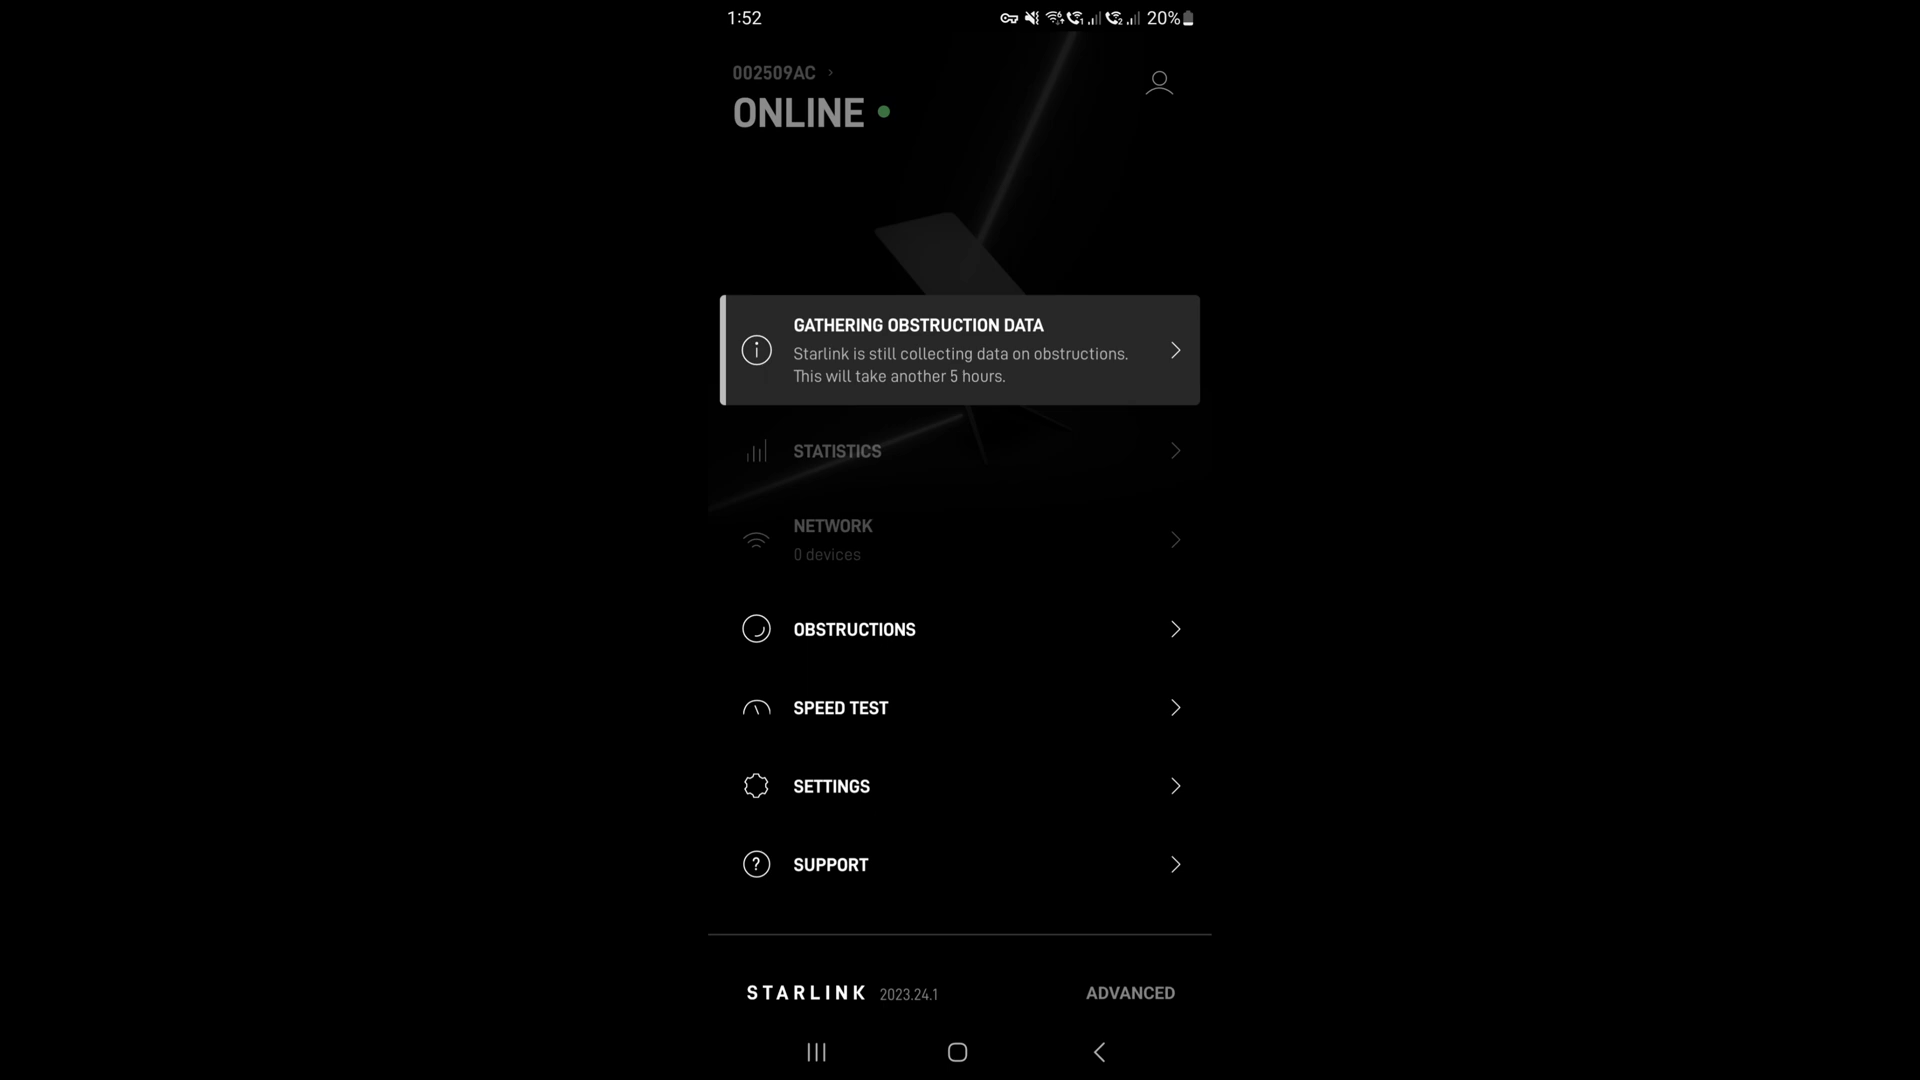 1:52
20%
002509AC
ONLINE
GATHERING OBSTRUCTION DATA
Starlink is still collecting data on obstructions.
This will take another 5 hours.
STATISTICS
NETWORK
0 devices
OBSTRUCTIONS
SPEED TEST
SETTINGS
SUPPORT
STARLINK 2023.24.1
ADVANCED